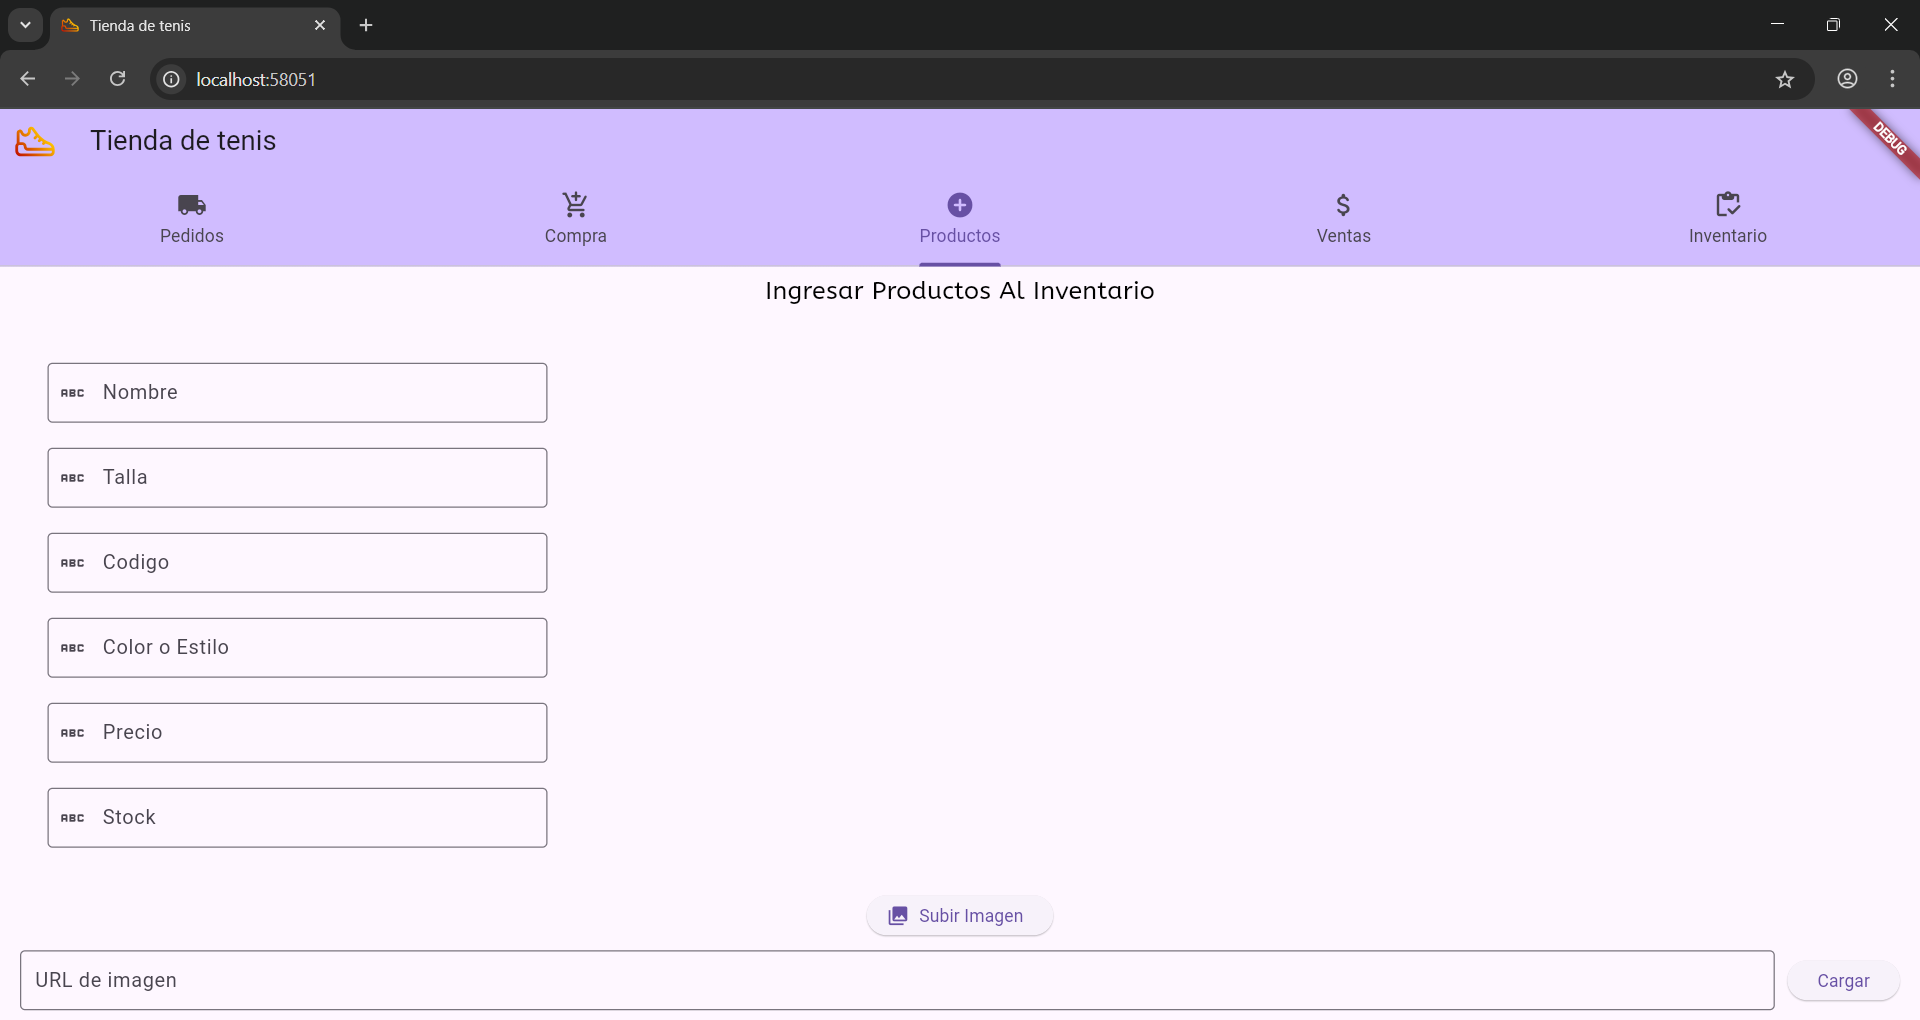 Tienda de tenis
localhost:58051
Tienda de tenis
DEBUG
Pedidos
Compra
Productos
Ventas
Inventario
Ingresar Productos Al Inventario
ABC Nombre
ABC Talla
ABC Codigo
ABC Color o Estilo
ABC Precio
ABC Stock
Subir Imagen
URL de imagen
Cargar